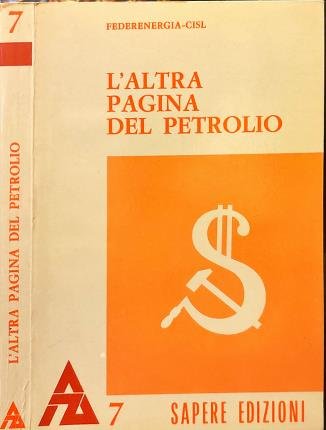 7
L'ALTRA PAGINA DEL PETROLIO
FEDERENERGIA-CISL
L'ALTRA
PAGINA
DEL PETROLIO
7 SAPERE EDIZIONI